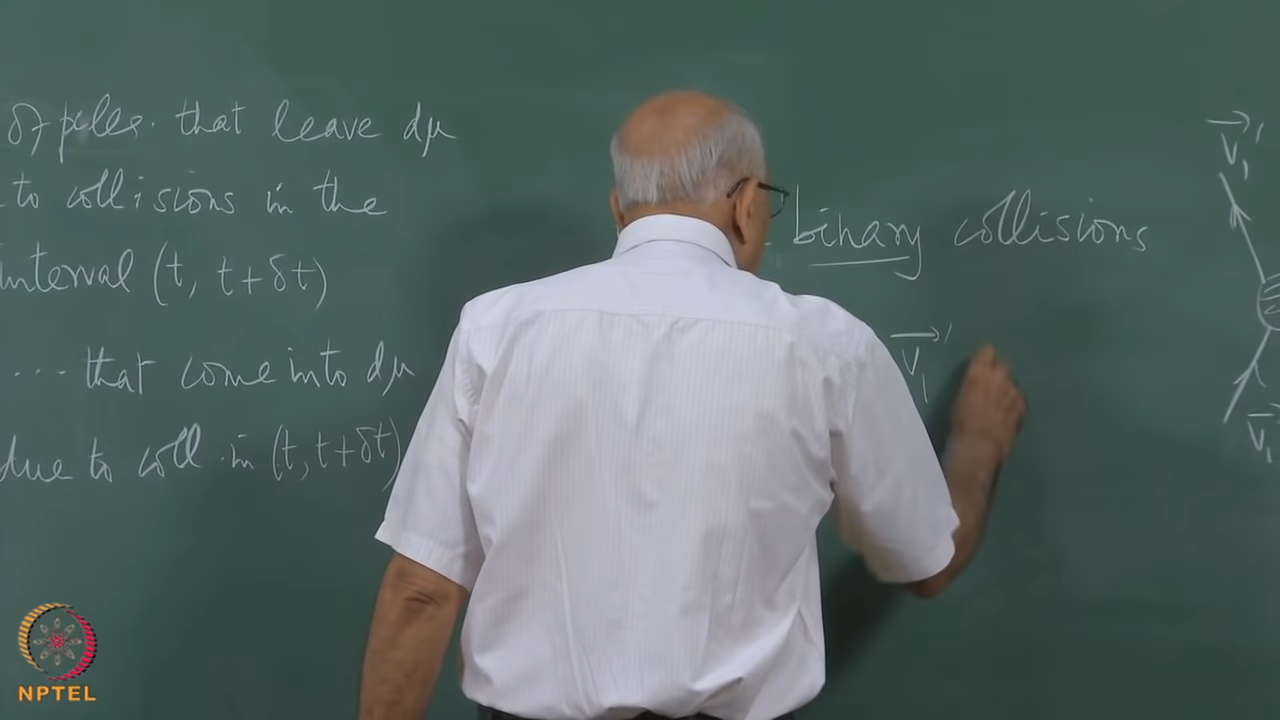 of pcles. that leave dμ
to collisions in the
interval (t, t+δt)
... that come into dμ
due to coll. in (t, t+δt)
binary collisions
v₁'
v₁'
v₁
NPTEL